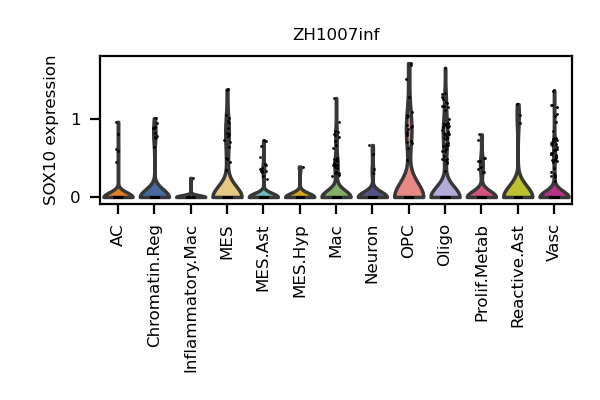 ZH1007inf
SOX10 expression
1
0
AC
Chromatin.Reg
Inflammatory.Mac
MES
MES.Ast
MES.Hyp
Mac
Neuron
OPC
Oligo
Prolif.Metab
Reactive.Ast
Vasc